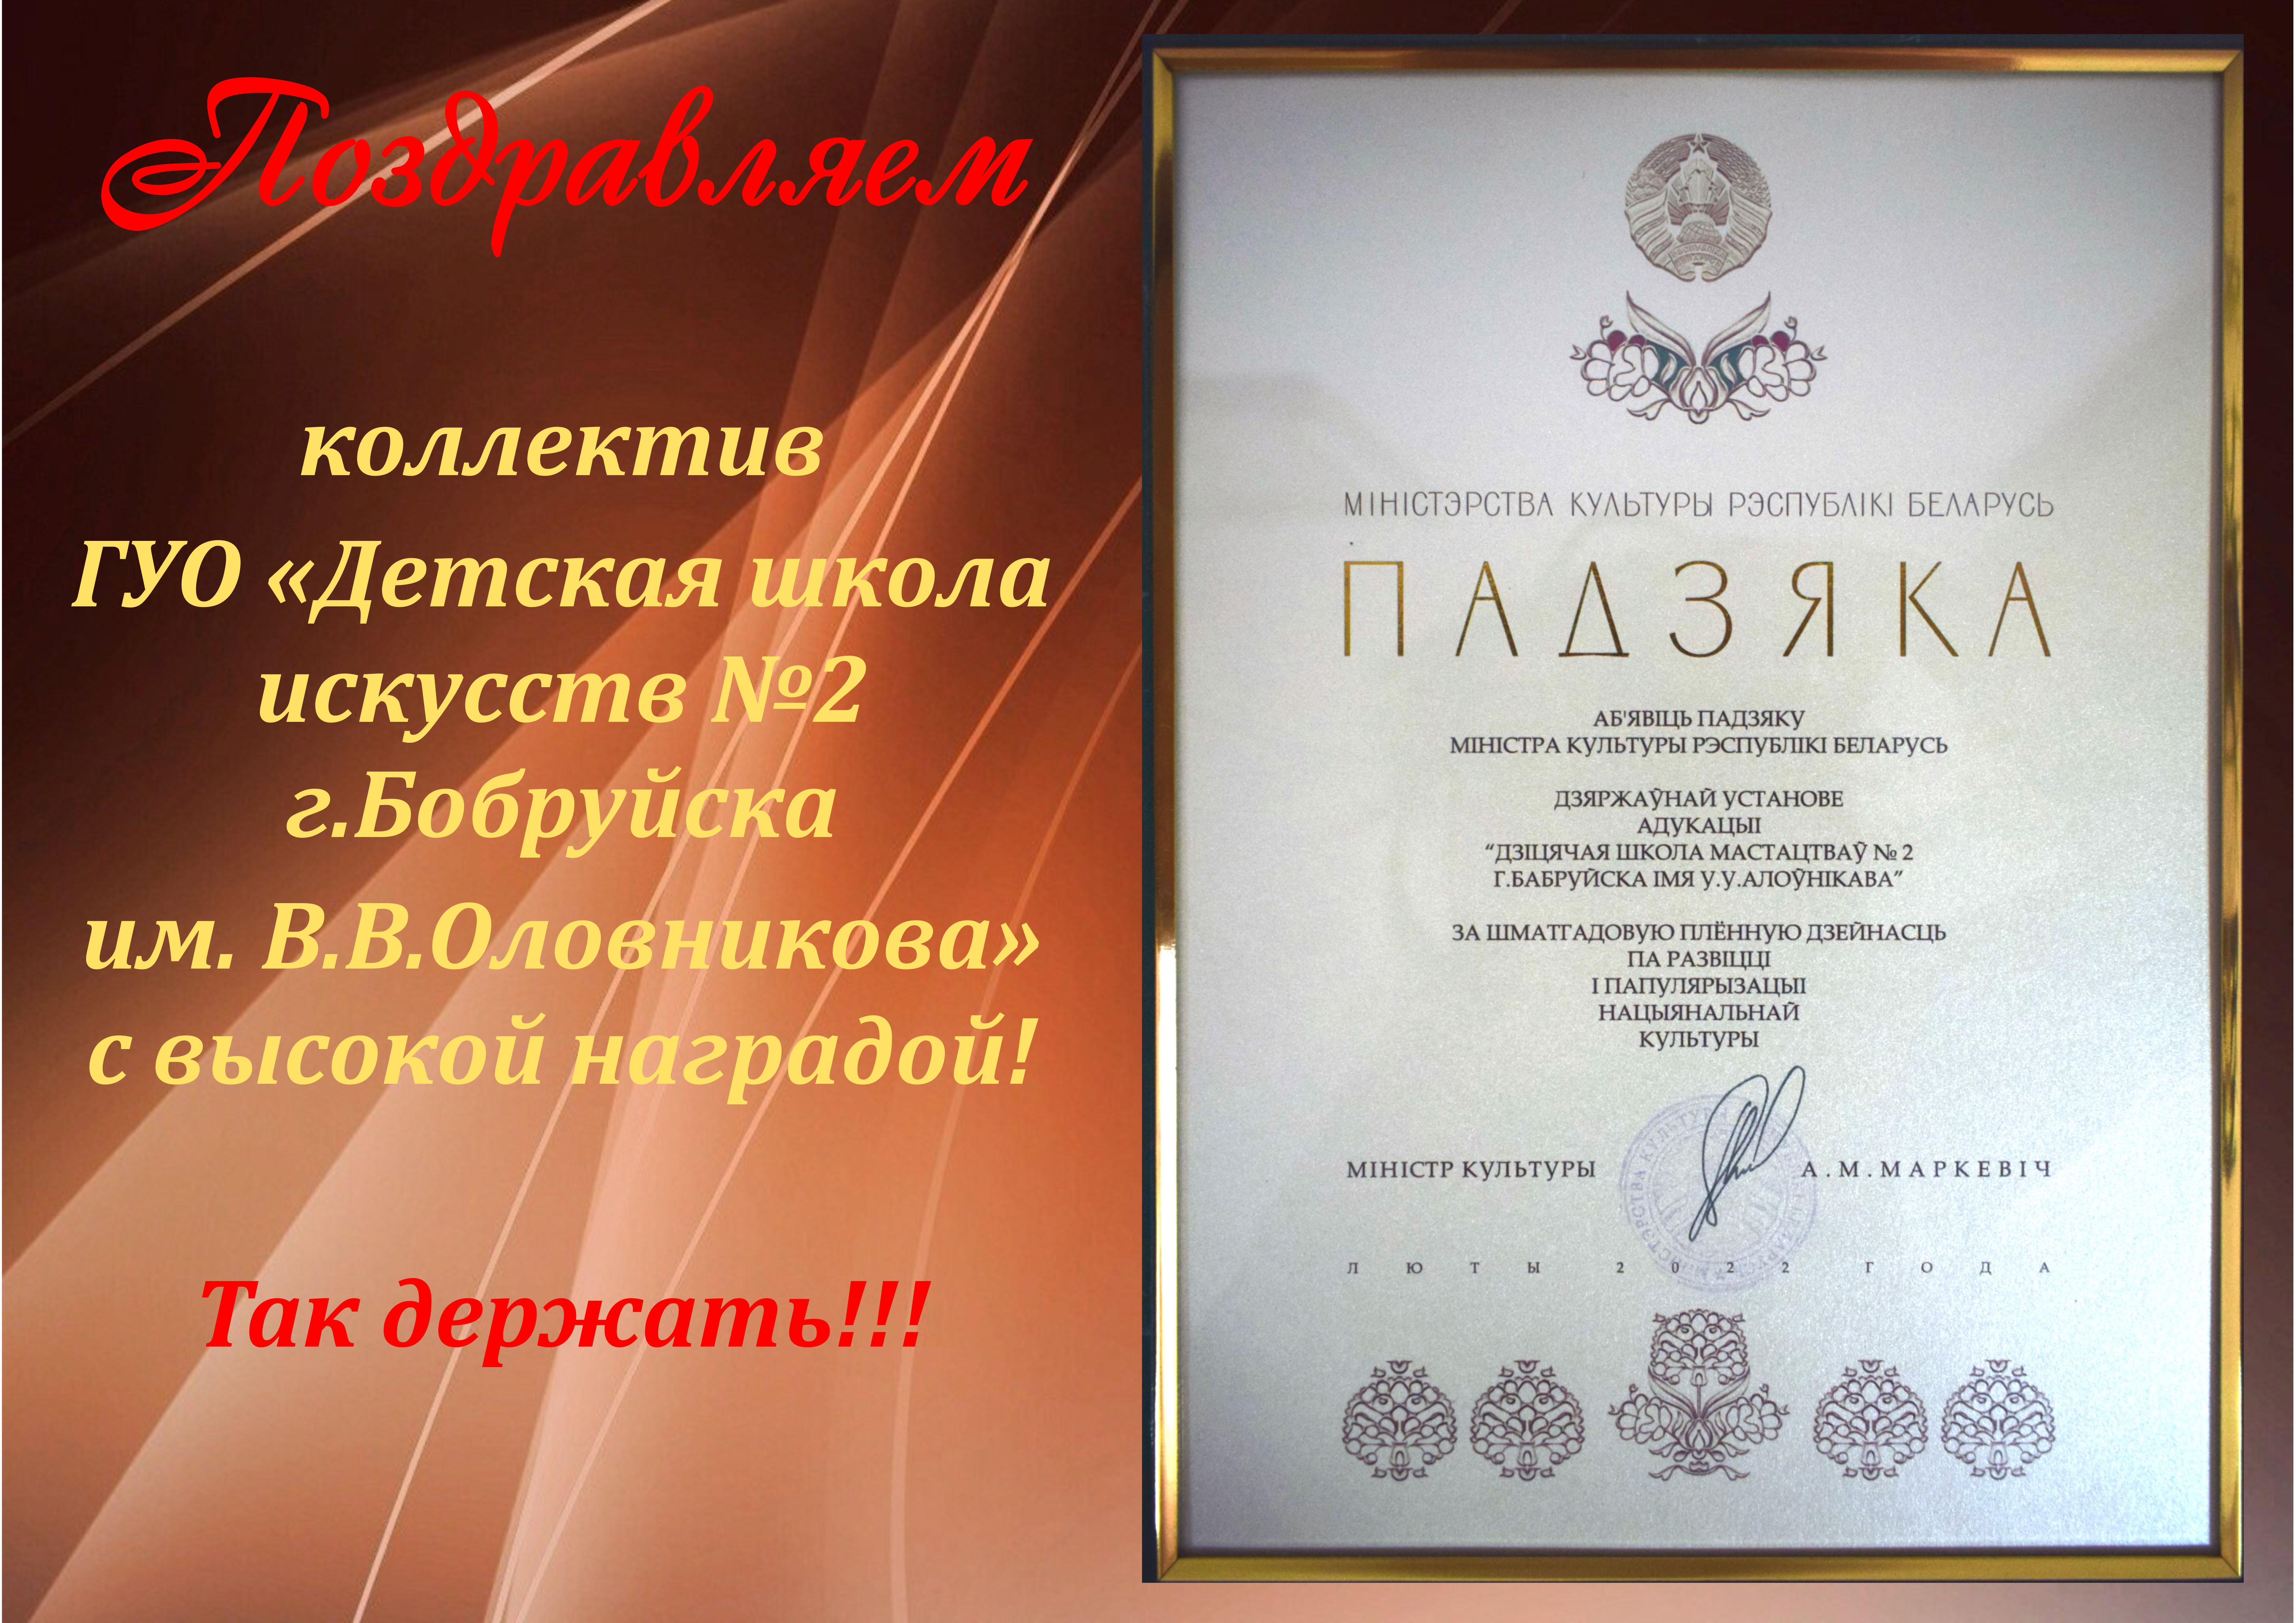 Поздравляем
коллектив
ГУО «Детская школа
искусств №2
г.Бобруйска
им. В.В.Оловникова»
с высокой наградой!
Так держать!!!
МІНІСТЭРСТВА КУЛЬТУРЫ РЭСПУБЛІКІ БЕЛАРУСЬ
ПАДЗЯКА
АБ'ЯВІЦЬ ПАДЗЯКУ
МІНІСТРА КУЛЬТУРЫ РЭСПУБЛІКІ БЕЛАРУСЬ
ДЗЯРЖАЎНАЙ УСТАНОВЕ
АДУКАЦЫІ
“ДЗІЦЯЧАЯ ШКОЛА МАСТАЦТВАЎ № 2
Г.БАБРУЙСКА ІМЯ У.У.АЛОЎНІКАВА”
ЗА ШМАТГАДОВУЮ ПЛЁННУЮ ДЗЕЙНАСЦЬ
ПА РАЗВІЦЦІ
І ПАПУЛЯРЫЗАЦЫІ
НАЦЫЯНАЛЬНАЙ
КУЛЬТУРЫ
МІНІСТР КУЛЬТУРЫ А.М.МАРКЕВІЧ
ЛЮТЫ 2022 ГОДА